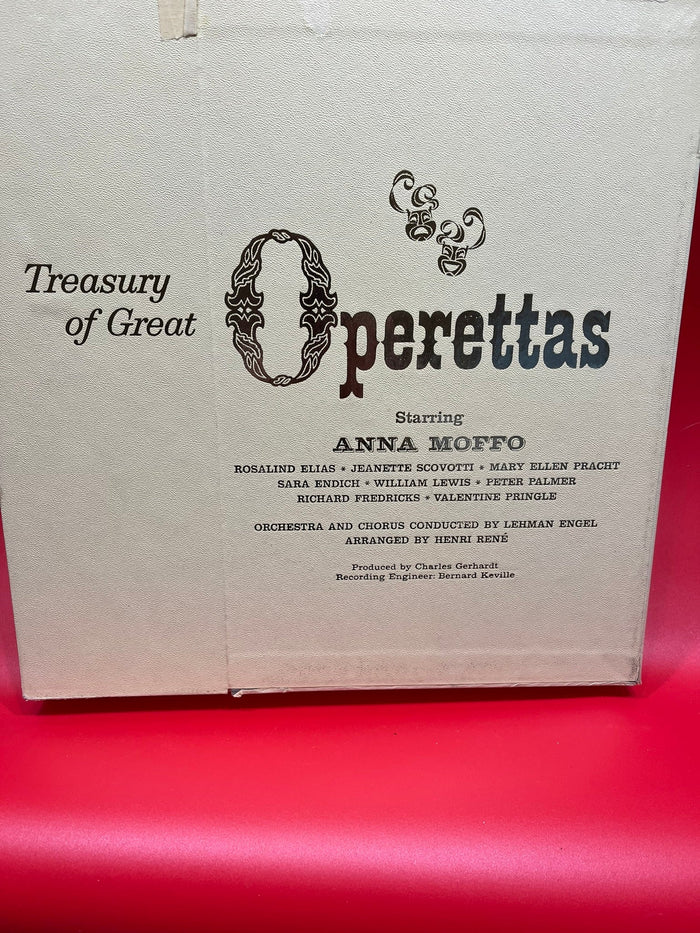 Treasury
of Great
Operettas
Starring
ANNA MOFFO
ROSALIND ELIAS * JEANETTE SCOVOTTI * MARY ELLEN PRACHT
SARA ENDICH * WILLIAM LEWIS * PETER PALMER
RICHARD FREDRICKS * VALENTINE PRINGLE
ORCHESTRA AND CHORUS CONDUCTED BY LEHMAN ENGEL
ARRANGED BY HENRI RENÉ
Produced by Charles Gerhardt
Recording Engineer: Bernard Keville